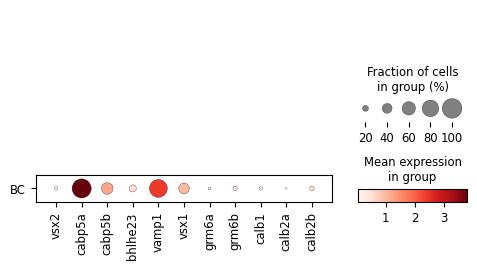 Fraction of cells
in group (%)
20 40 60 80 100
Mean expression
in group
1 2 3
BC
vsx2 cabp5a cabp5b bhlhe23 vamp1 vsx1 grm6a grm6b calb1 calb2a calb2b